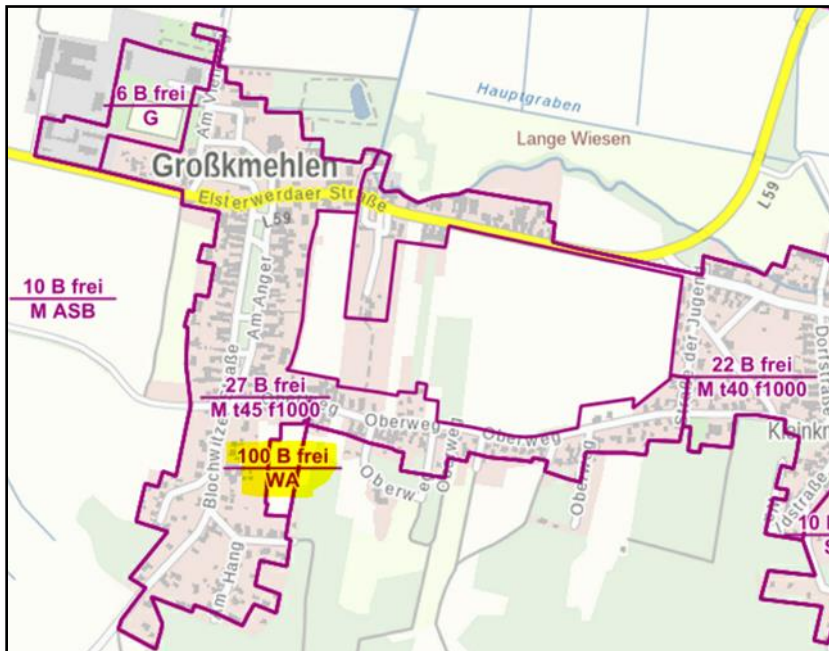 6 B frei
G
Am Vie
Hauptgraben
Lange Wiesen
Großkmehlen
Elsterwerdaer Straße
L59
L59
10 B frei
M ASB
Am Anger
Straße der Jugend
Dorfstraße
22 B frei
M t40 f1000
27 B frei
M t45 f1000
Oberweg
Oberweg
Oberweg
Oberweg
Blochwitzer Straße
100 B frei
WA
Am Hang
10